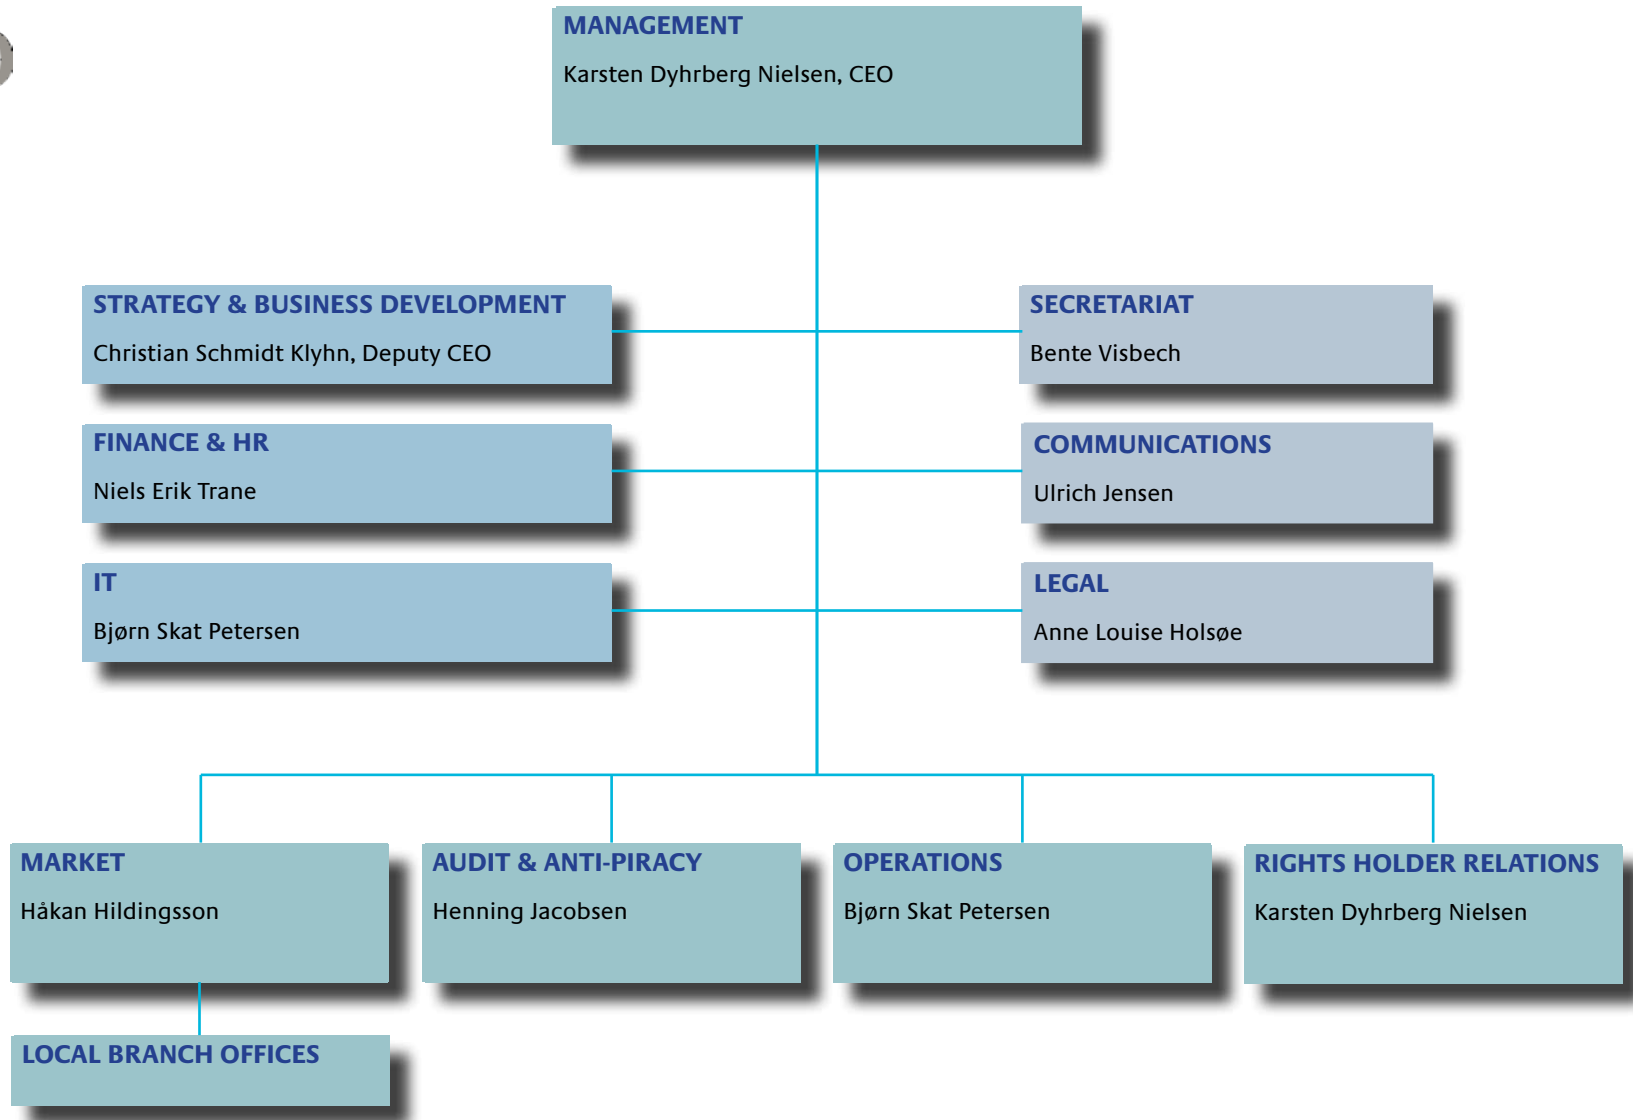 MANAGEMENT
Karsten Dyhrberg Nielsen, CEO
STRATEGY & BUSINESS DEVELOPMENT
Christian Schmidt Klyhn, Deputy CEO
SECRETARIAT
Bente Visbech
FINANCE & HR
Niels Erik Trane
COMMUNICATIONS
Ulrich Jensen
IT
Bjørn Skat Petersen
LEGAL
Anne Louise Holsøe
MARKET
Håkan Hildingsson
AUDIT & ANTI-PIRACY
Henning Jacobsen
OPERATIONS
Bjørn Skat Petersen
RIGHTS HOLDER RELATIONS
Karsten Dyhrberg Nielsen
LOCAL BRANCH OFFICES